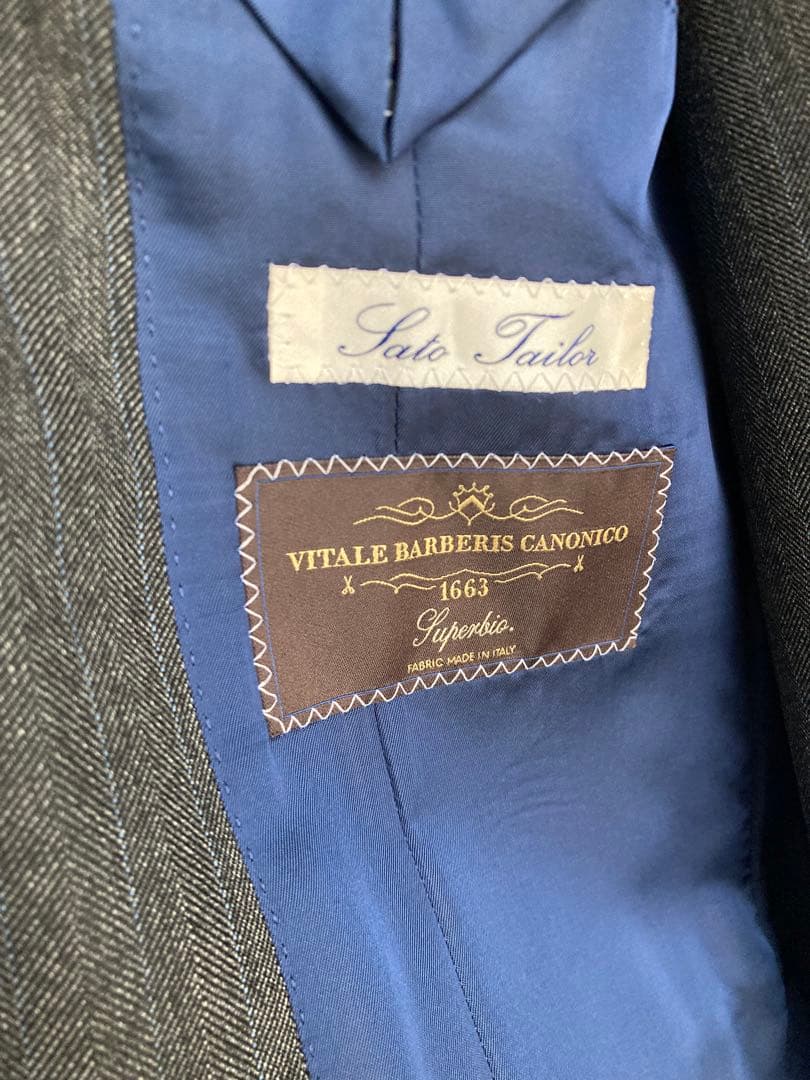 Sato Tailor
VITALE BARBERIS CANONICO
1663
Superbio.
FABRIC MADE IN ITALY